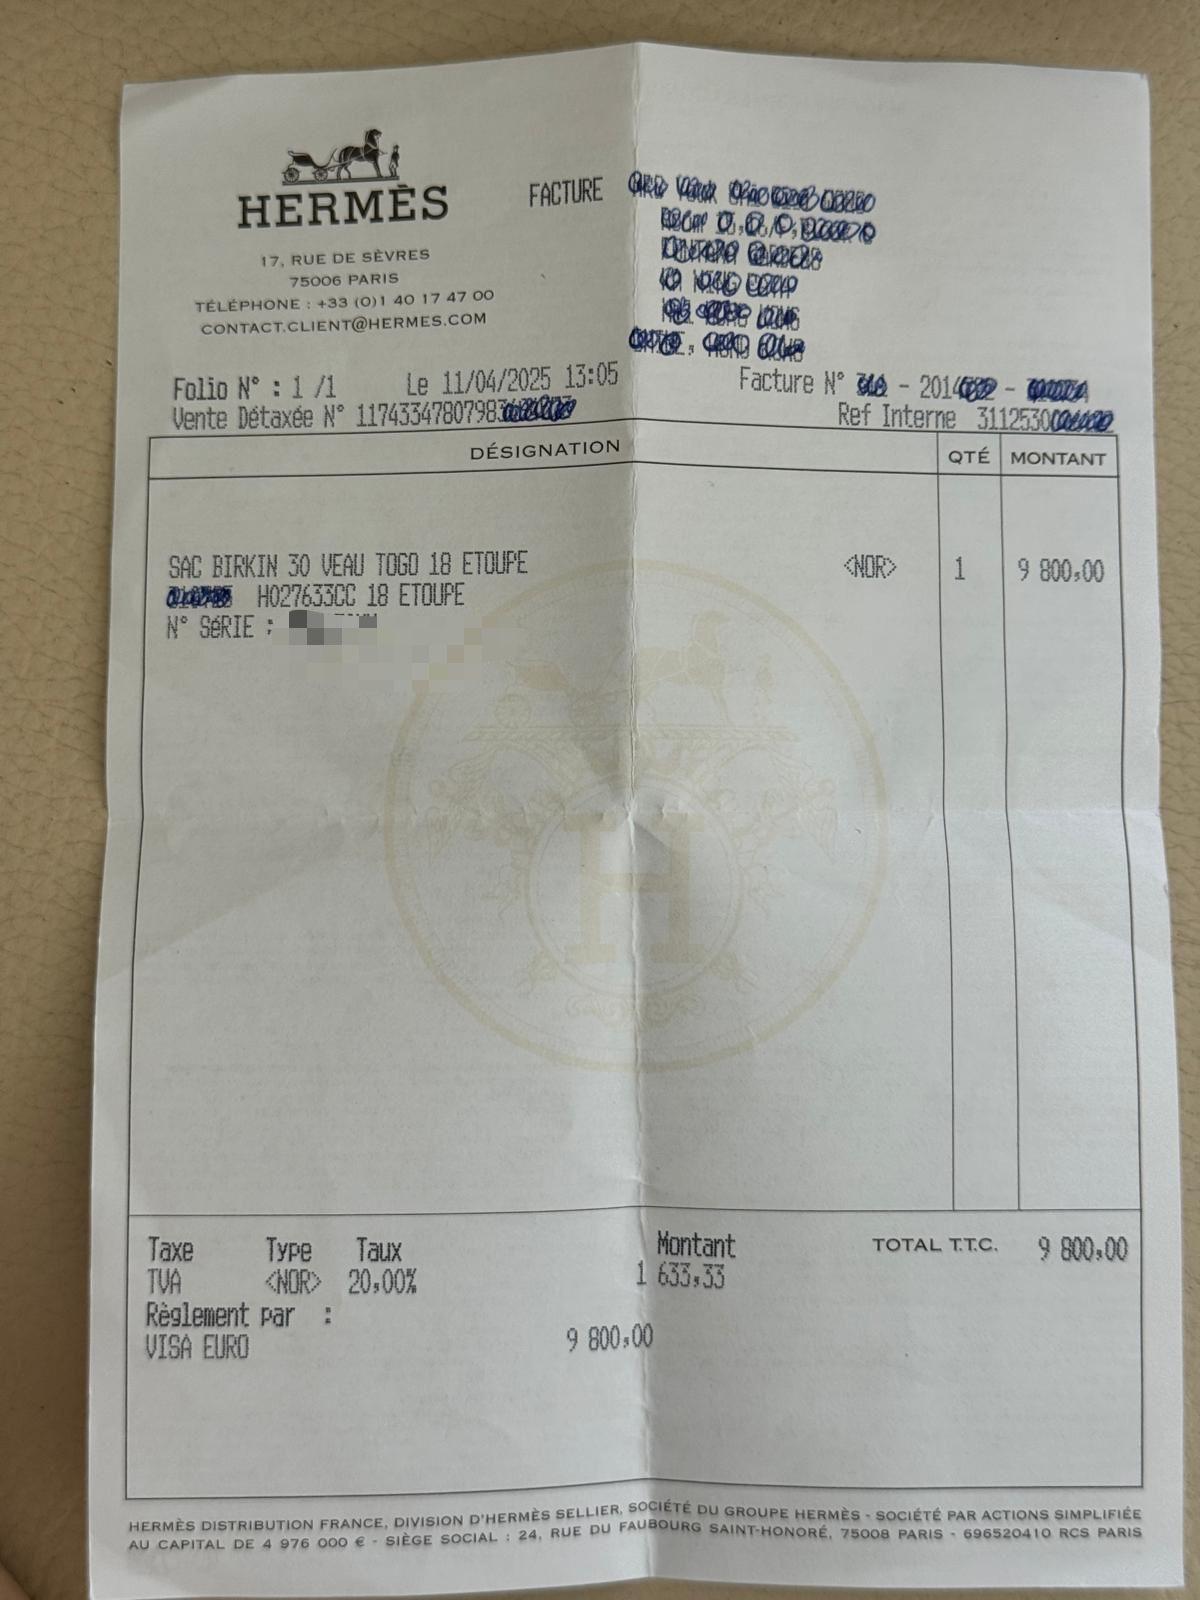 HERMÈS
17, RUE DE SÈVRES
75006 PARIS
TÉLÉPHONE : +33 (0)1 40 17 47 00
CONTACT.CLIENT@HERMES.COM
FACTURE
Folio N° : 1 /1 Le 11/04/2025 13:05
Facture N° - 2014 -
Vente Détaxée N° 11743347807983
Ref Interne 3112530
DÉSIGNATION QTÉ MONTANT
SAC BIRKIN 30 VEAU TOGO 18 ETOUPE <NOR> 1 9 800,00
H027633CC 18 ETOUPE
N° SéRIE :
H
Taxe Type Taux Montant TOTAL T.T.C. 9 800,00
TVA <NOR> 20,00% 1 633,33
Règlement par :
VISA EURO 9 800,00
HERMÈS DISTRIBUTION FRANCE, DIVISION D'HERMÈS SELLIER, SOCIÉTÉ DU GROUPE HERMÈS - SOCIÉTÉ PAR ACTIONS SIMPLIFIÉE
AU CAPITAL DE 4 976 000 € - SIÈGE SOCIAL : 24, RUE DU FAUBOURG SAINT-HONORÉ, 75008 PARIS - 696520410 RCS PARIS